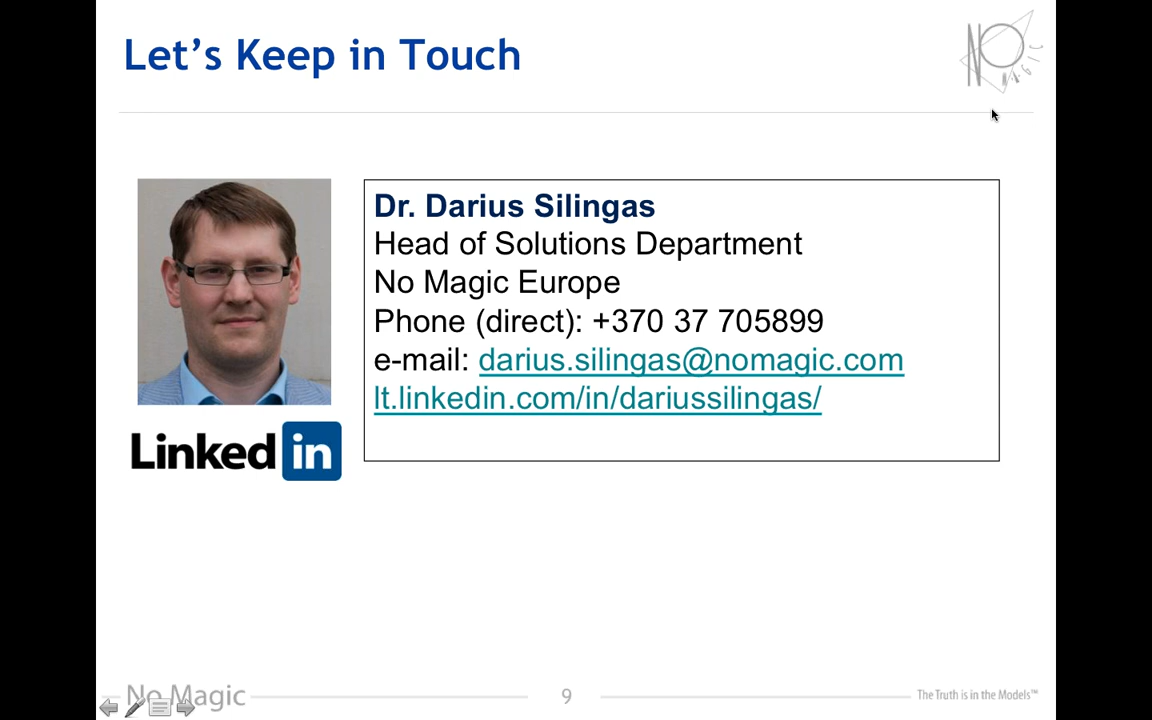 Let's Keep in Touch
NO MAGIC
Dr. Darius Silingas
Head of Solutions Department
No Magic Europe
Phone (direct): +370 37 705899
e-mail: darius.silingas@nomagic.com
lt.linkedin.com/in/dariussilingas/
Linked in
No Magic
9
The Truth is in the Models™